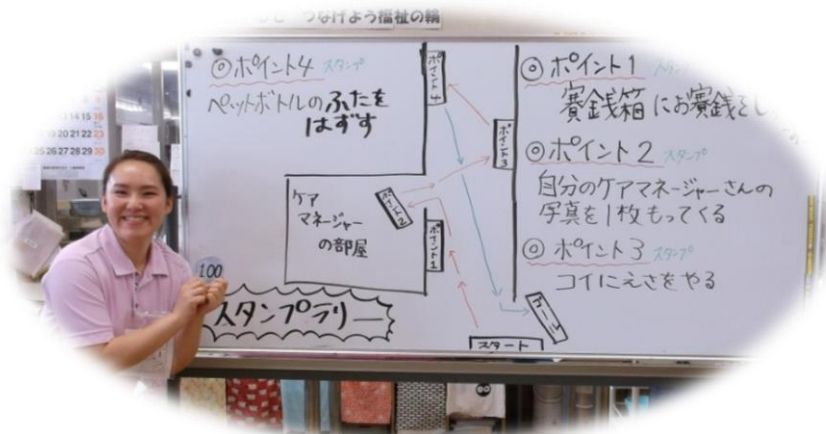 つなげよう福祉の輪
◎ポイント4 スタンプ
ペットボトルのふたを
はずす
ポイント4
ポイント3
ポイント2
ポイント1
ケア
マネージャー
の部屋
100
スタンプラリー
スタート
ゴール
◎ポイント1
賽銭箱にお賽銭を
◎ポイント2 スタンプ
自分のケアマネージャーさんの
写真を1枚もってくる
◎ポイント3 スタンプ
コイにえさをやる